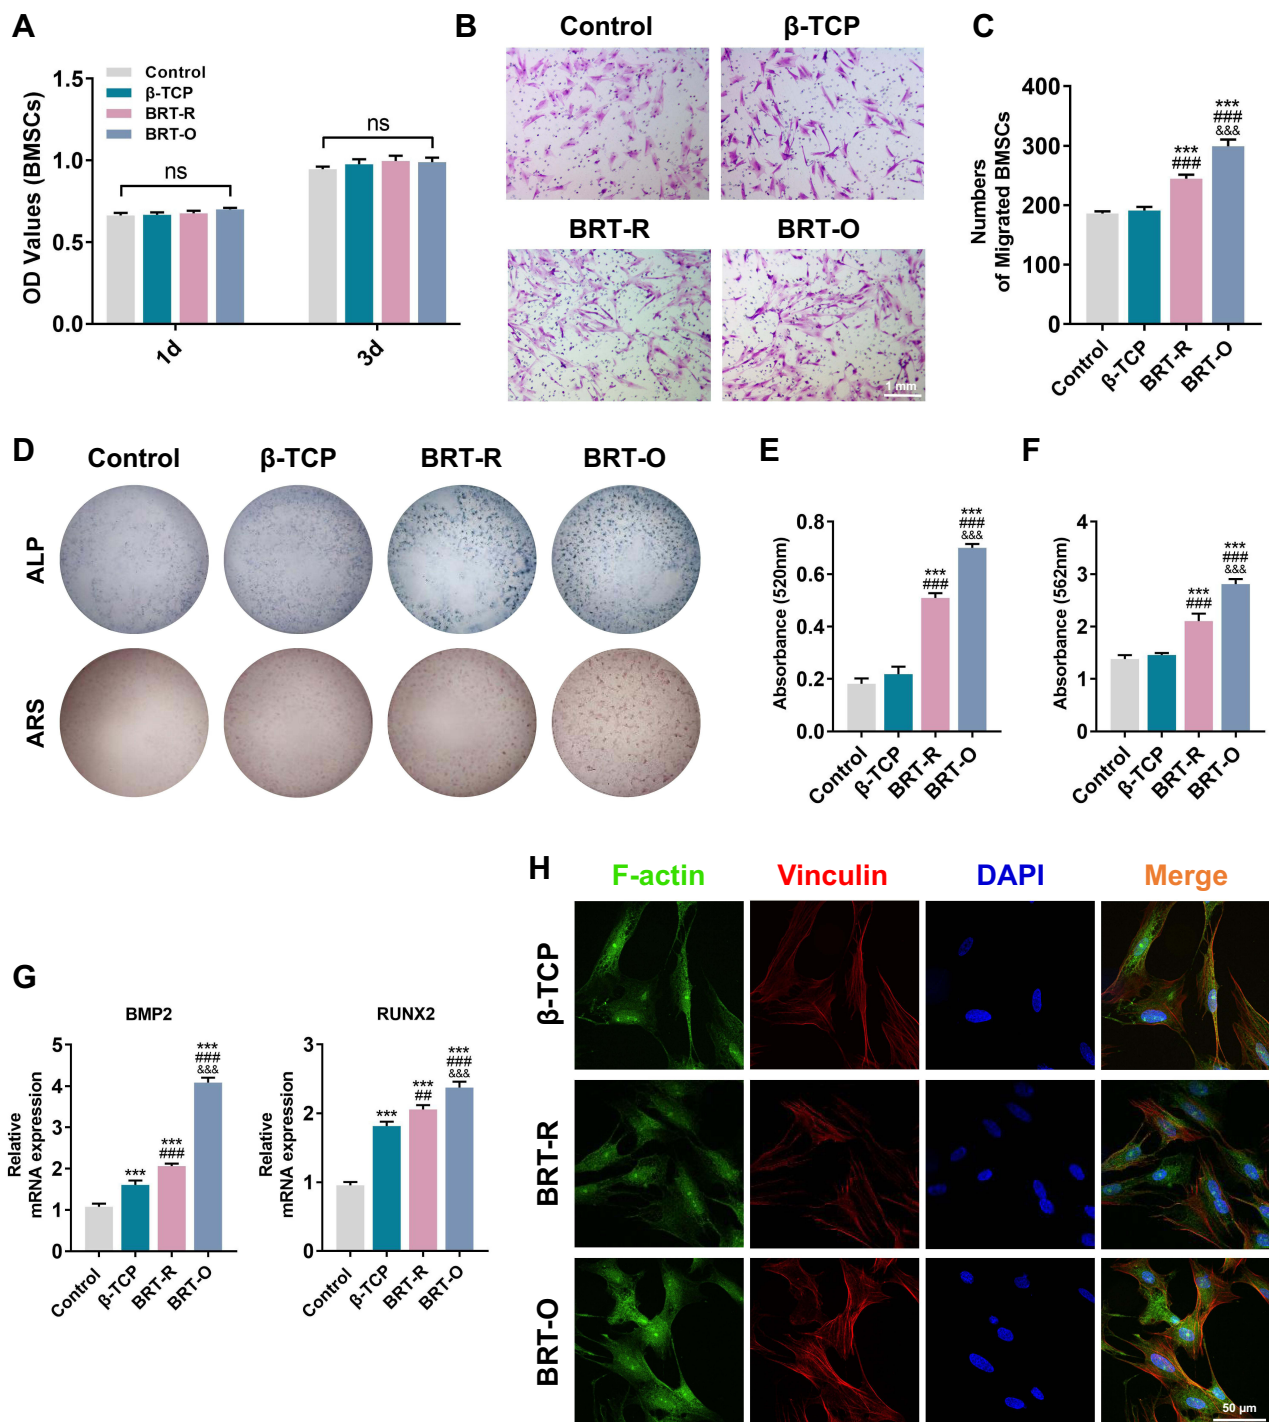 A
OD Values (BMSCs)
1.5
1.0
0.5
0.0
Control
β-TCP
BRT-R
BRT-O
ns
ns
1d
3d
B
Control
β-TCP
BRT-R
BRT-O
1 mm
C
Numbers
of Migrated BMSCs
400
300
200
100
0
***
###
***
###
&&&
Control
β-TCP
BRT-R
BRT-O
D
Control
β-TCP
BRT-R
BRT-O
ALP
ARS
E
Absorbance (520nm)
0.8
0.6
0.4
0.2
0.0
***
###
***
###
&&&
Control
β-TCP
BRT-R
BRT-O
F
Absorbance (562nm)
4
3
2
1
0
***
###
***
###
&&&
Control
β-TCP
BRT-R
BRT-O
G
BMP2
Relative
mRNA expression
5
4
3
2
1
0
***
***
###
***
###
&&&
Control
β-TCP
BRT-R
BRT-O
RUNX2
Relative
mRNA expression
3
2
1
0
***
***
##
***
###
&&&
Control
β-TCP
BRT-R
BRT-O
H
F-actin
Vinculin
DAPI
Merge
β-TCP
BRT-R
BRT-O
50 μm